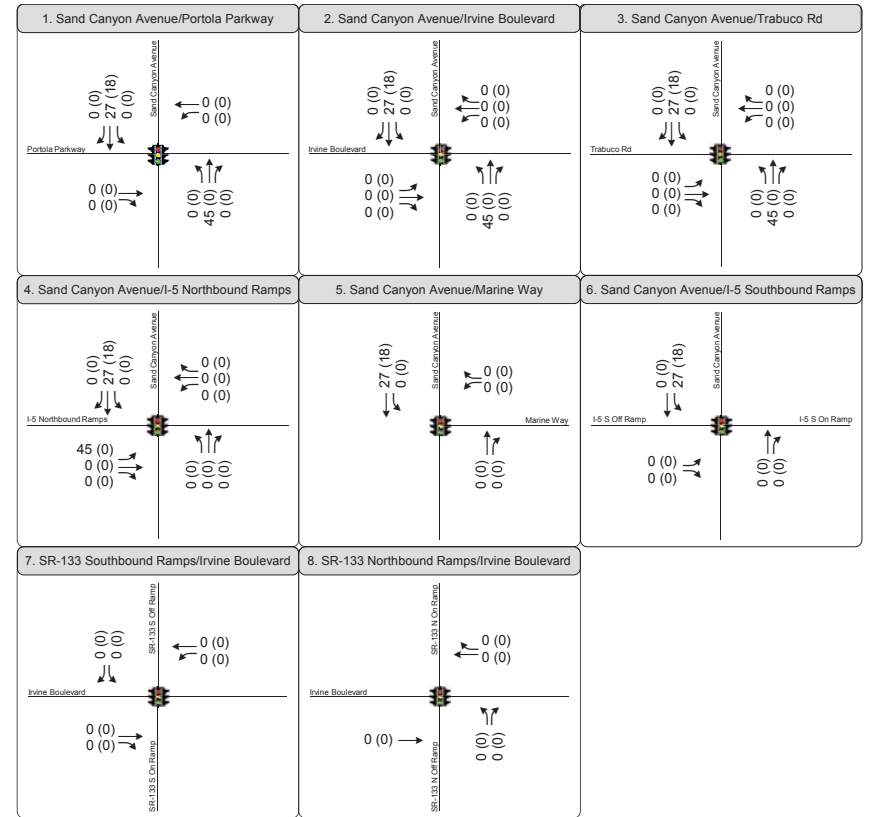 1. Sand Canyon Avenue/Portola Parkway
0 (0)
27 (18)
0 (0)
Sand Canyon Avenue
0 (0)
0 (0)
Portola Parkway
0 (0)
0 (0)
0 (0)
45 (0)
0 (0)
2. Sand Canyon Avenue/Irvine Boulevard
0 (0)
27 (18)
0 (0)
Sand Canyon Avenue
0 (0)
0 (0)
0 (0)
Irvine Boulevard
0 (0)
0 (0)
0 (0)
0 (0)
45 (0)
0 (0)
3. Sand Canyon Avenue/Trabuco Rd
0 (0)
27 (18)
0 (0)
Sand Canyon Avenue
0 (0)
0 (0)
0 (0)
Trabuco Rd
0 (0)
0 (0)
0 (0)
0 (0)
45 (0)
0 (0)
4. Sand Canyon Avenue/I-5 Northbound Ramps
0 (0)
27 (18)
0 (0)
Sand Canyon Avenue
0 (0)
0 (0)
0 (0)
I-5 Northbound Ramps
45 (0)
0 (0)
0 (0)
0 (0)
0 (0)
0 (0)
5. Sand Canyon Avenue/Marine Way
27 (18)
0 (0)
Sand Canyon Avenue
0 (0)
0 (0)
Marine Way
0 (0)
0 (0)
6. Sand Canyon Avenue/I-5 Southbound Ramps
0 (0)
27 (18)
Sand Canyon Avenue
I-5 S Off Ramp
I-5 S On Ramp
0 (0)
0 (0)
0 (0)
0 (0)
7. SR-133 Southbound Ramps/Irvine Boulevard
0 (0)
0 (0)
SR-133 S Off Ramp
0 (0)
0 (0)
Irvine Boulevard
0 (0)
0 (0)
SR-133 S On Ramp
8. SR-133 Northbound Ramps/Irvine Boulevard
SR-133 N On Ramp
0 (0)
0 (0)
Irvine Boulevard
0 (0)
0 (0)
0 (0)
SR-133 N Off Ramp